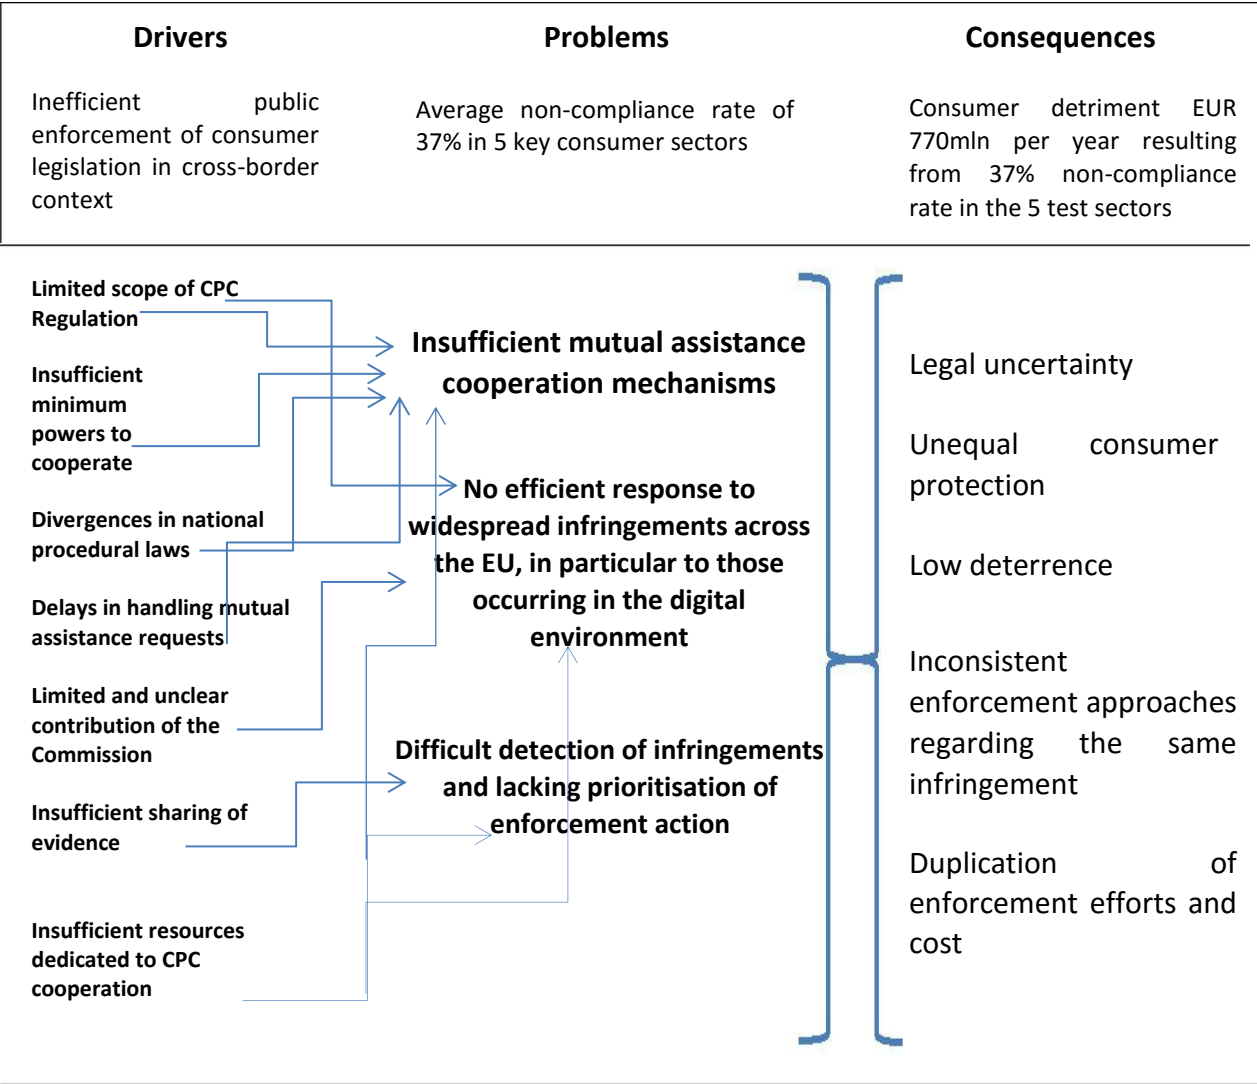 Drivers
Inefficient public
enforcement of consumer
legislation in cross-border
context
Problems
Average non-compliance rate of
37% in 5 key consumer sectors
Consequences
Consumer detriment EUR
770mln per year resulting
from 37% non-compliance
rate in the 5 test sectors
Limited scope of CPC
Regulation
Insufficient
minimum
powers to
cooperate
Divergences in national
procedural laws
Delays in handling mutual
assistance requests
Limited and unclear
contribution of the
Commission
Insufficient sharing of
evidence
Insufficient resources
dedicated to CPC
cooperation
Insufficient mutual assistance
cooperation mechanisms
No efficient response to
widespread infringements across
the EU, in particular to those
occurring in the digital
environment
Difficult detection of infringements
and lacking prioritisation of
enforcement action
Legal uncertainty
Unequal consumer
protection
Low deterrence
Inconsistent
enforcement approaches
regarding the same
infringement
Duplication of
enforcement efforts and
cost